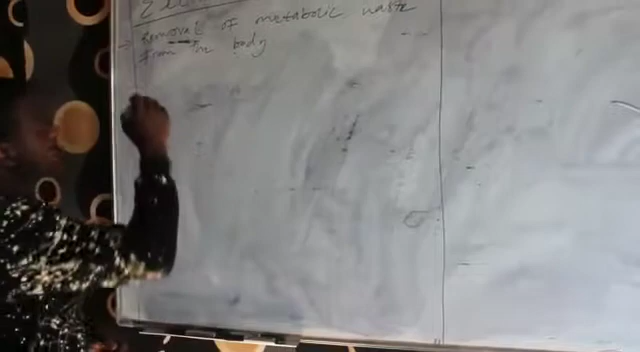 Removal of metabolic waste
from the body